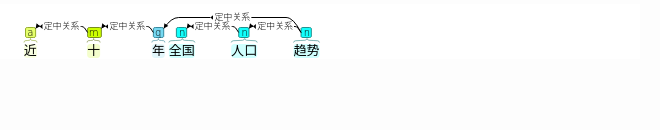 定中关系
定中关系 定中关系 定中关系 定中关系
a m q n n n
近 十 年 全国 人口 趋势